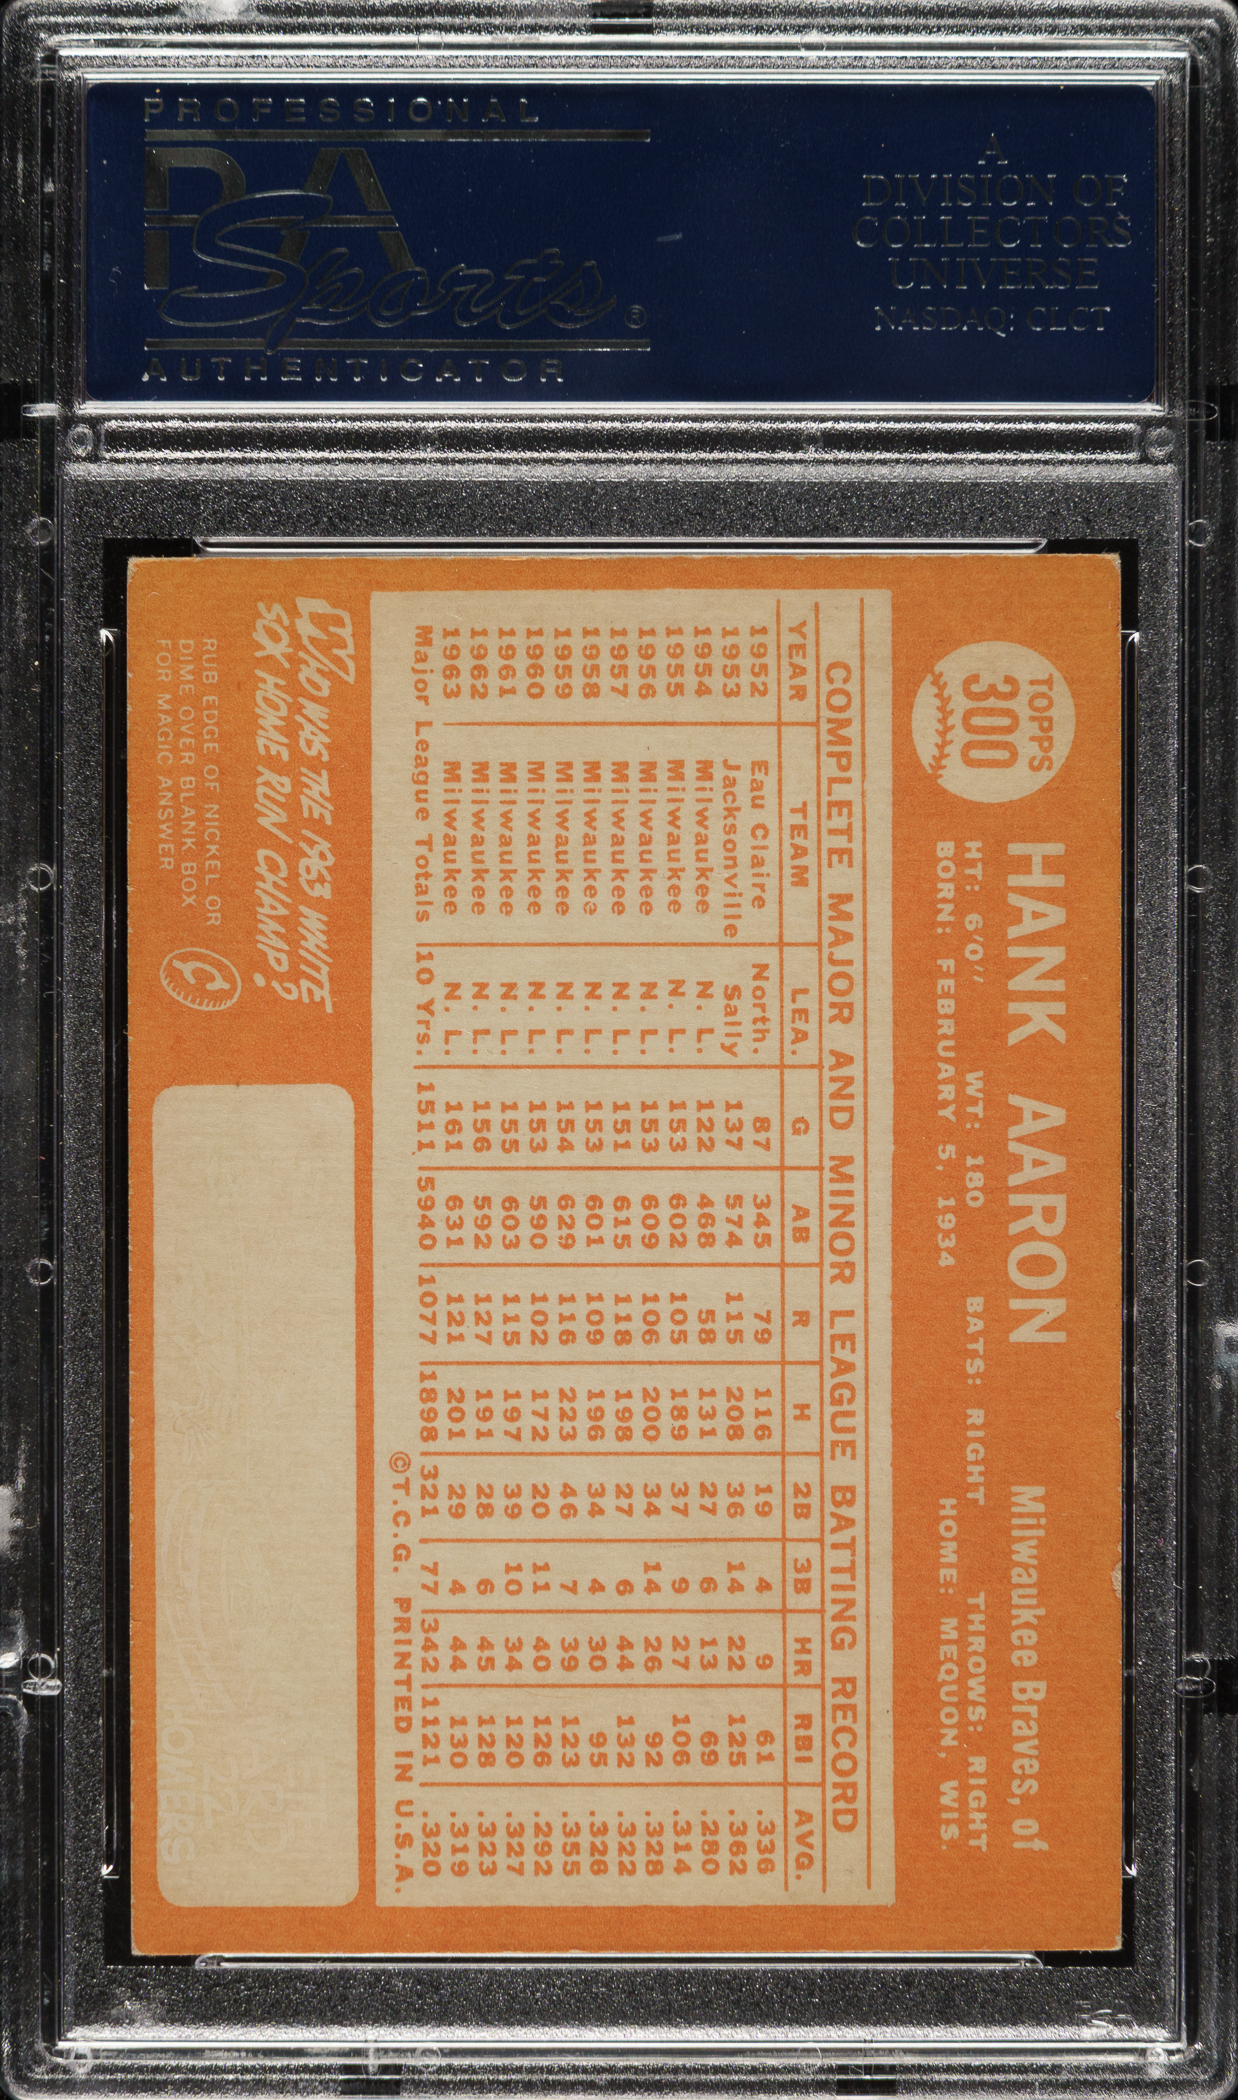 PROFESSIONAL
PSA
Sports®
AUTHENTICATOR
A
DIVISION OF
COLLECTORS
UNIVERSE
NASDAQ: CLCT
TOPPS
300
HANK AARON Milwaukee Braves, of
HT: 6'0" WT: 180 BATS: RIGHT THROWS: RIGHT
BORN: FEBRUARY 5, 1934 HOME: MEQUON, WIS.
COMPLETE MAJOR AND MINOR LEAGUE BATTING RECORD
YEAR TEAM LEA. G AB R H 2B 3B HR RBI AVG.
1952 Eau Claire North. 87 345 79 116 19 4 9 61 .336
1953 Jacksonville Sally 137 574 115 208 36 14 22 125 .362
1954 Milwaukee N. L. 122 468 58 131 27 6 13 69 .280
1955 Milwaukee N. L. 153 602 105 189 37 9 27 106 .314
1956 Milwaukee N. L. 153 609 106 200 34 14 26 92 .328
1957 Milwaukee N. L. 151 615 118 198 27 6 44 132 .322
1958 Milwaukee N. L. 153 601 109 196 34 4 30 95 .326
1959 Milwaukee N. L. 154 629 116 223 46 7 39 123 .355
1960 Milwaukee N. L. 153 590 102 172 20 11 40 126 .292
1961 Milwaukee N. L. 155 603 115 197 39 10 34 120 .327
1962 Milwaukee N. L. 156 592 127 191 28 6 45 128 .323
1963 Milwaukee N. L. 161 631 121 201 29 4 44 130 .319
Major League Totals 10 Yrs. 1511 5940 1077 1898 321 77 342 1121 .320
©T.C.G. PRINTED IN U.S.A.
WHO WAS THE 1963 WHITE
SOX HOME RUN CHAMP?
RUB EDGE OF NICKEL OR
DIME OVER BLANK BOX
FOR MAGIC ANSWER
22
HOMERS